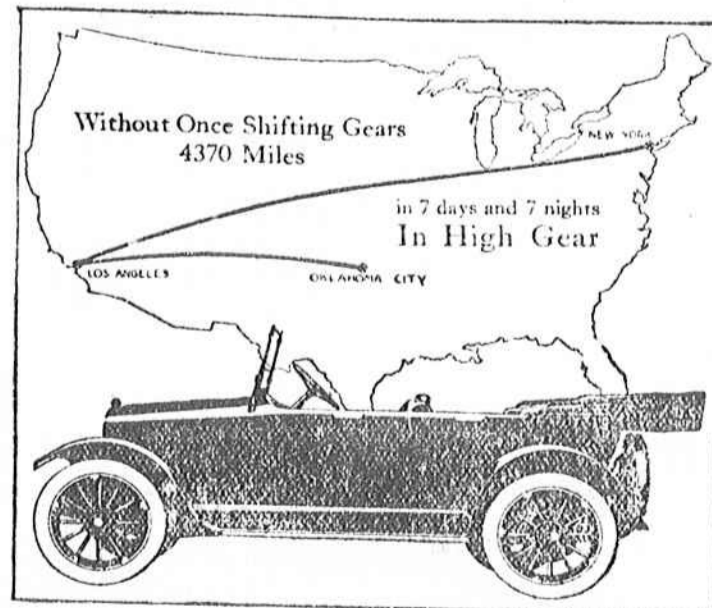 Without Once Shifting Gears
4370 Miles
NEW YORK
in 7 days and 7 nights
In High Gear
LOS ANGELES
OKLAHOMA CITY